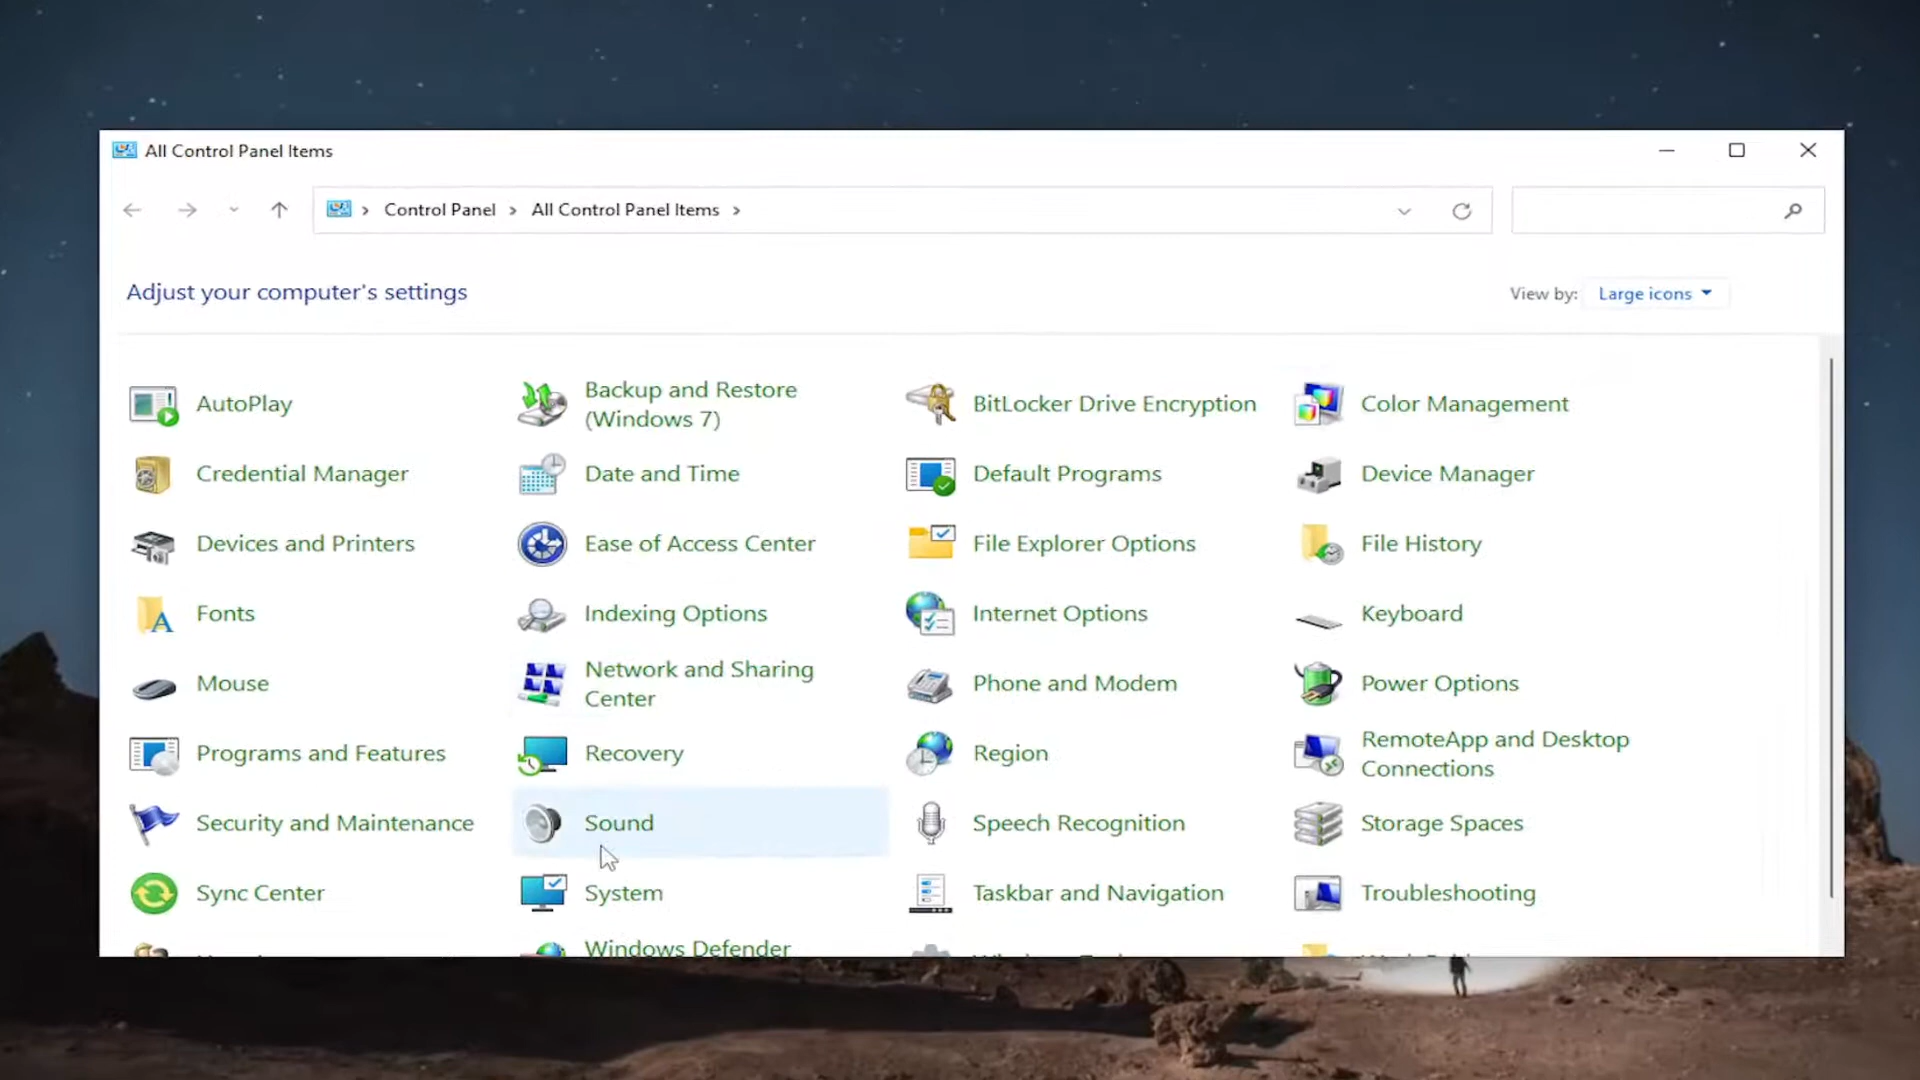 All Control Panel Items
Control Panel
All Control Panel Items
Adjust your computer's settings
View by:
Large icons
AutoPlay
Backup and Restore
(Windows 7)
BitLocker Drive Encryption
Color Management
Credential Manager
Date and Time
Default Programs
Device Manager
Devices and Printers
Ease of Access Center
File Explorer Options
File History
Fonts
Indexing Options
Internet Options
Keyboard
Mouse
Network and Sharing
Center
Phone and Modem
Power Options
Programs and Features
Recovery
Region
RemoteApp and Desktop
Connections
Security and Maintenance
Sound
Speech Recognition
Storage Spaces
Sync Center
System
Taskbar and Navigation
Troubleshooting
Windows Defender